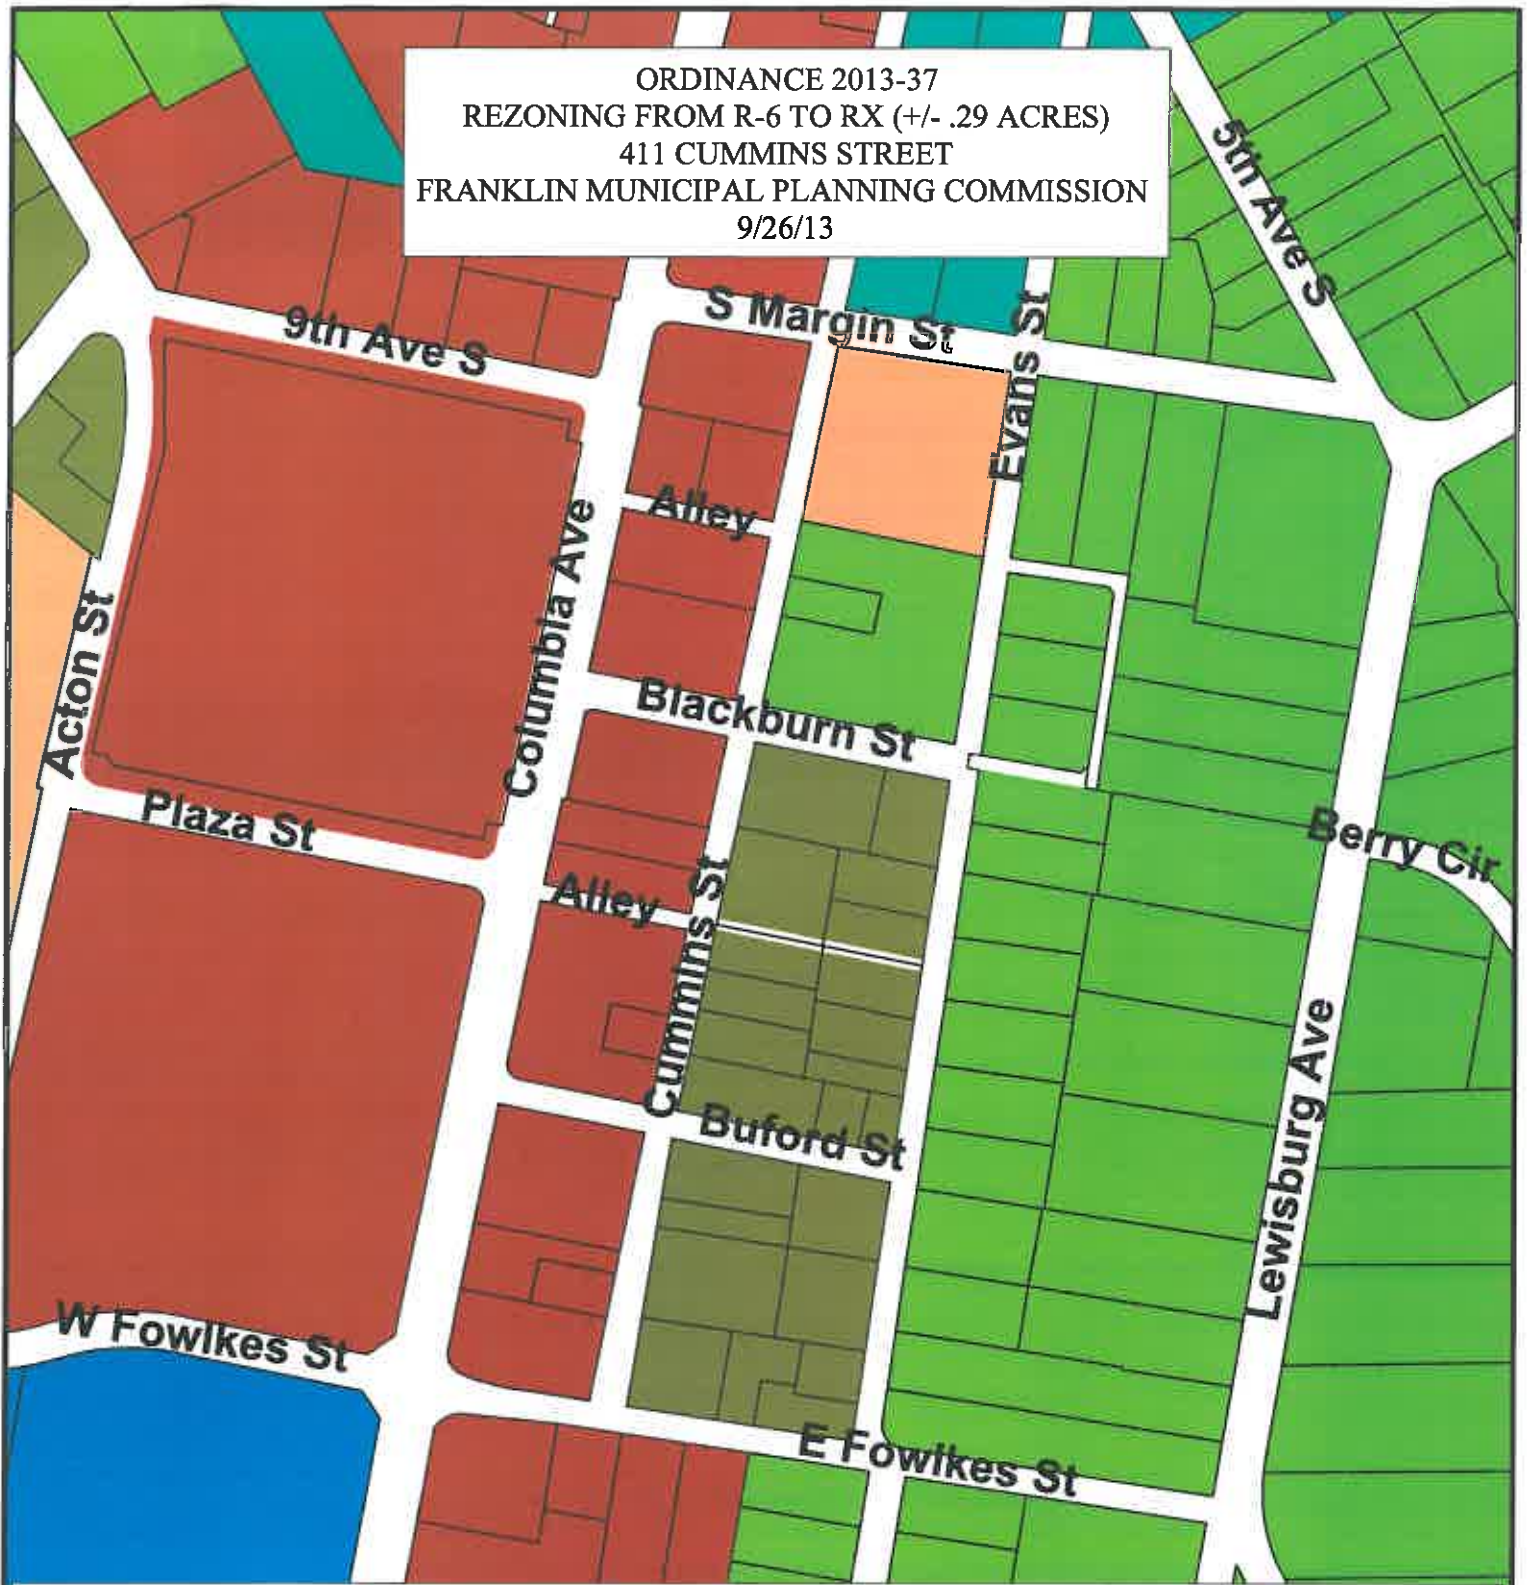 ORDINANCE 2013-37
REZONING FROM R-6 TO RX (+/- .29 ACRES)
411 CUMMINS STREET
FRANKLIN MUNICIPAL PLANNING COMMISSION
9/26/13
5th Ave S
S Margin St
9th Ave S
Evans St
Alley
Columbia Ave
Acton St
Blackburn St
Plaza St
Berry Cir
Alley
Cummins St
Buford St
Lewisburg Ave
W Fowlkes St
E Fowlkes St